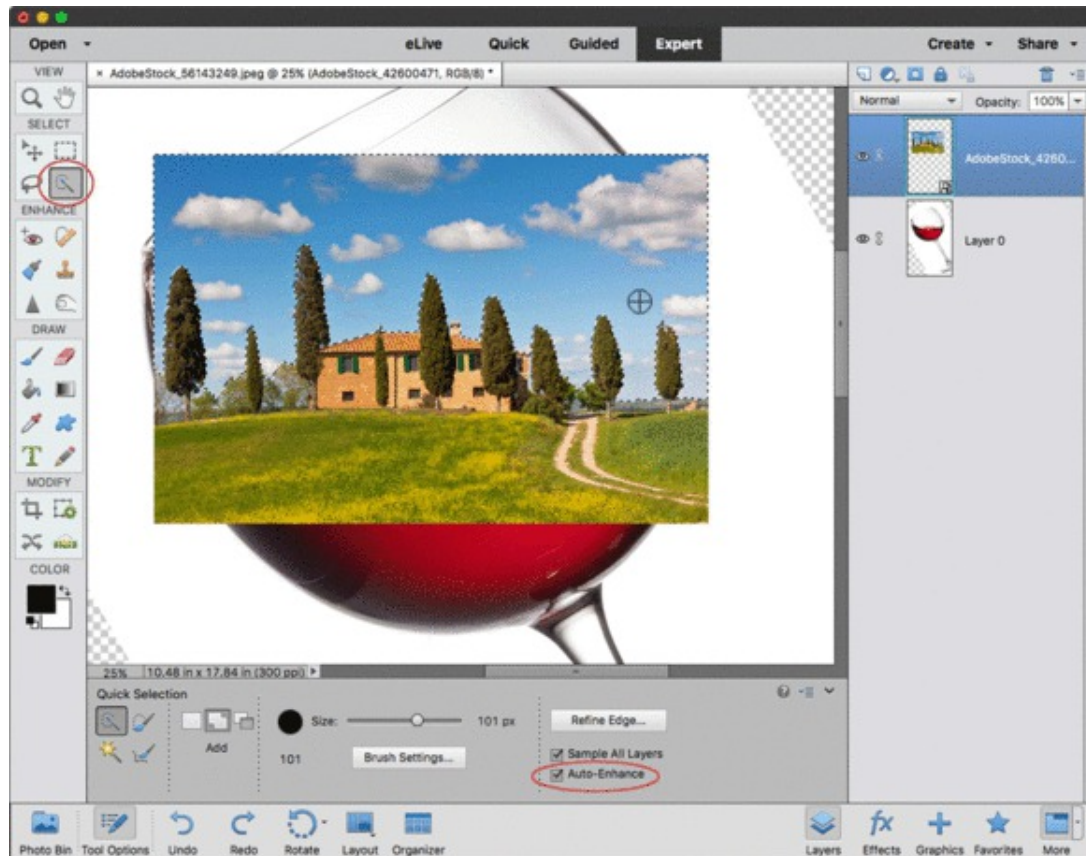 Open eLive Quick Guided Expert Create Share
VIEW × AdobeStock_56143249.jpeg @ 25% (AdobeStock_42600471, RGB/8) *
Normal Opacity: 100%
SELECT
AdobeStock_4260...
ENHANCE
Layer 0
DRAW
T
MODIFY
COLOR
25% 10.48 in x 17.84 in (300 ppi)
Quick Selection
Size: 101 px Refine Edge...
Add
101 Brush Settings... Sample All Layers
Auto-Enhance
fx
Photo Bin Tool Options Undo Redo Rotate Layout Organizer Layers Effects Graphics Favorites More